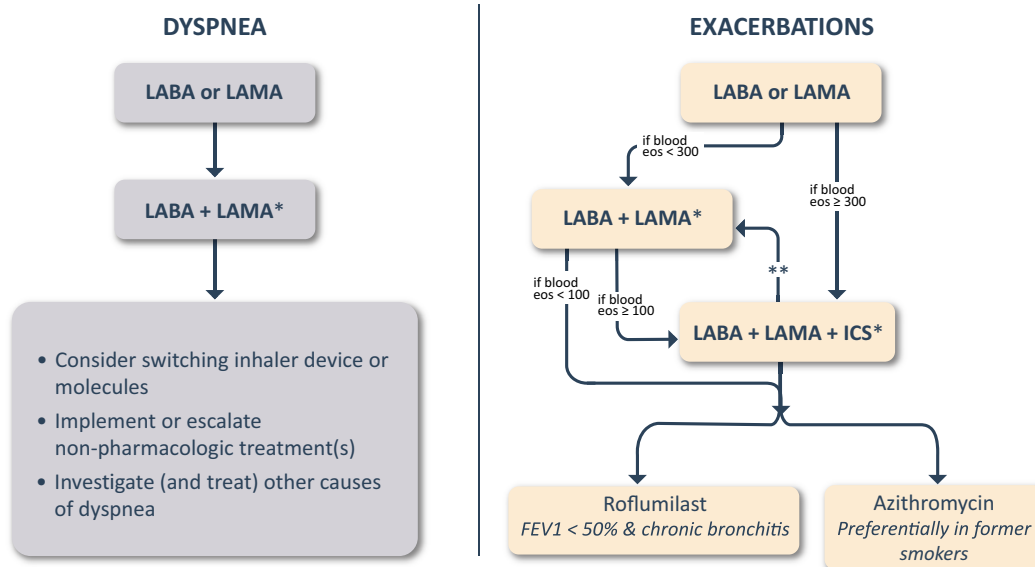 DYSPNEA
LABA or LAMA
LABA + LAMA*
• Consider switching inhaler device or
molecules
• Implement or escalate
non-pharmacologic treatment(s)
• Investigate (and treat) other causes
of dyspnea
EXACERBATIONS
LABA or LAMA
if blood
eos < 300
if blood
eos ≥ 300
LABA + LAMA*
**
if blood
eos < 100
if blood
eos ≥ 100
LABA + LAMA + ICS*
Roflumilast
FEV1 < 50% & chronic bronchitis
Azithromycin
Preferentially in former
smokers